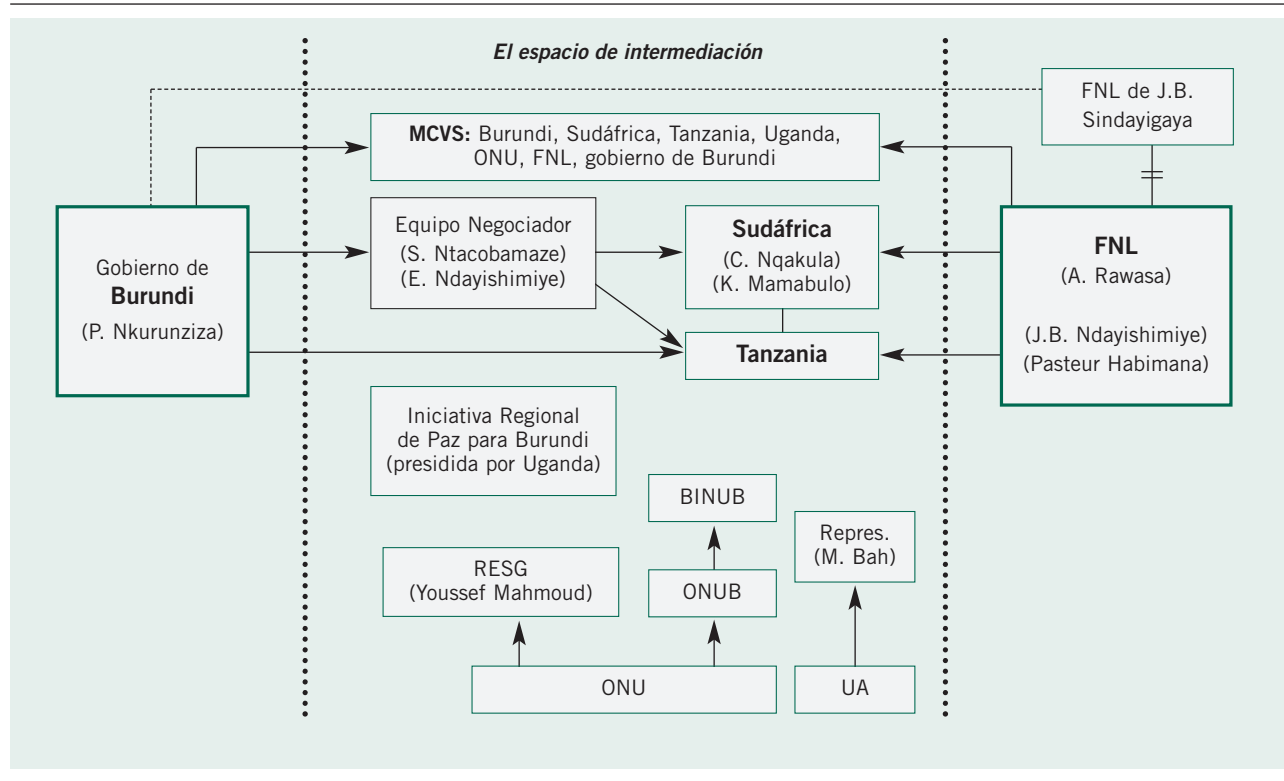 El espacio de intermediación
FNL de J.B.
Sindayigaya
MCVS: Burundi, Sudáfrica, Tanzania, Uganda,
ONU, FNL, gobierno de Burundi
Gobierno de
Burundi
(P. Nkurunziza)
Equipo Negociador
(S. Ntacobamaze)
(E. Ndayishimiye)
Sudáfrica
(C. Nqakula)
(K. Mamabulo)
Tanzania
FNL
(A. Rawasa)
(J.B. Ndayishimiye)
(Pasteur Habimana)
Iniciativa Regional
de Paz para Burundi
(presidida por Uganda)
BINUB
Repres.
(M. Bah)
RESG
(Youssef Mahmoud)
ONUB
ONU
UA